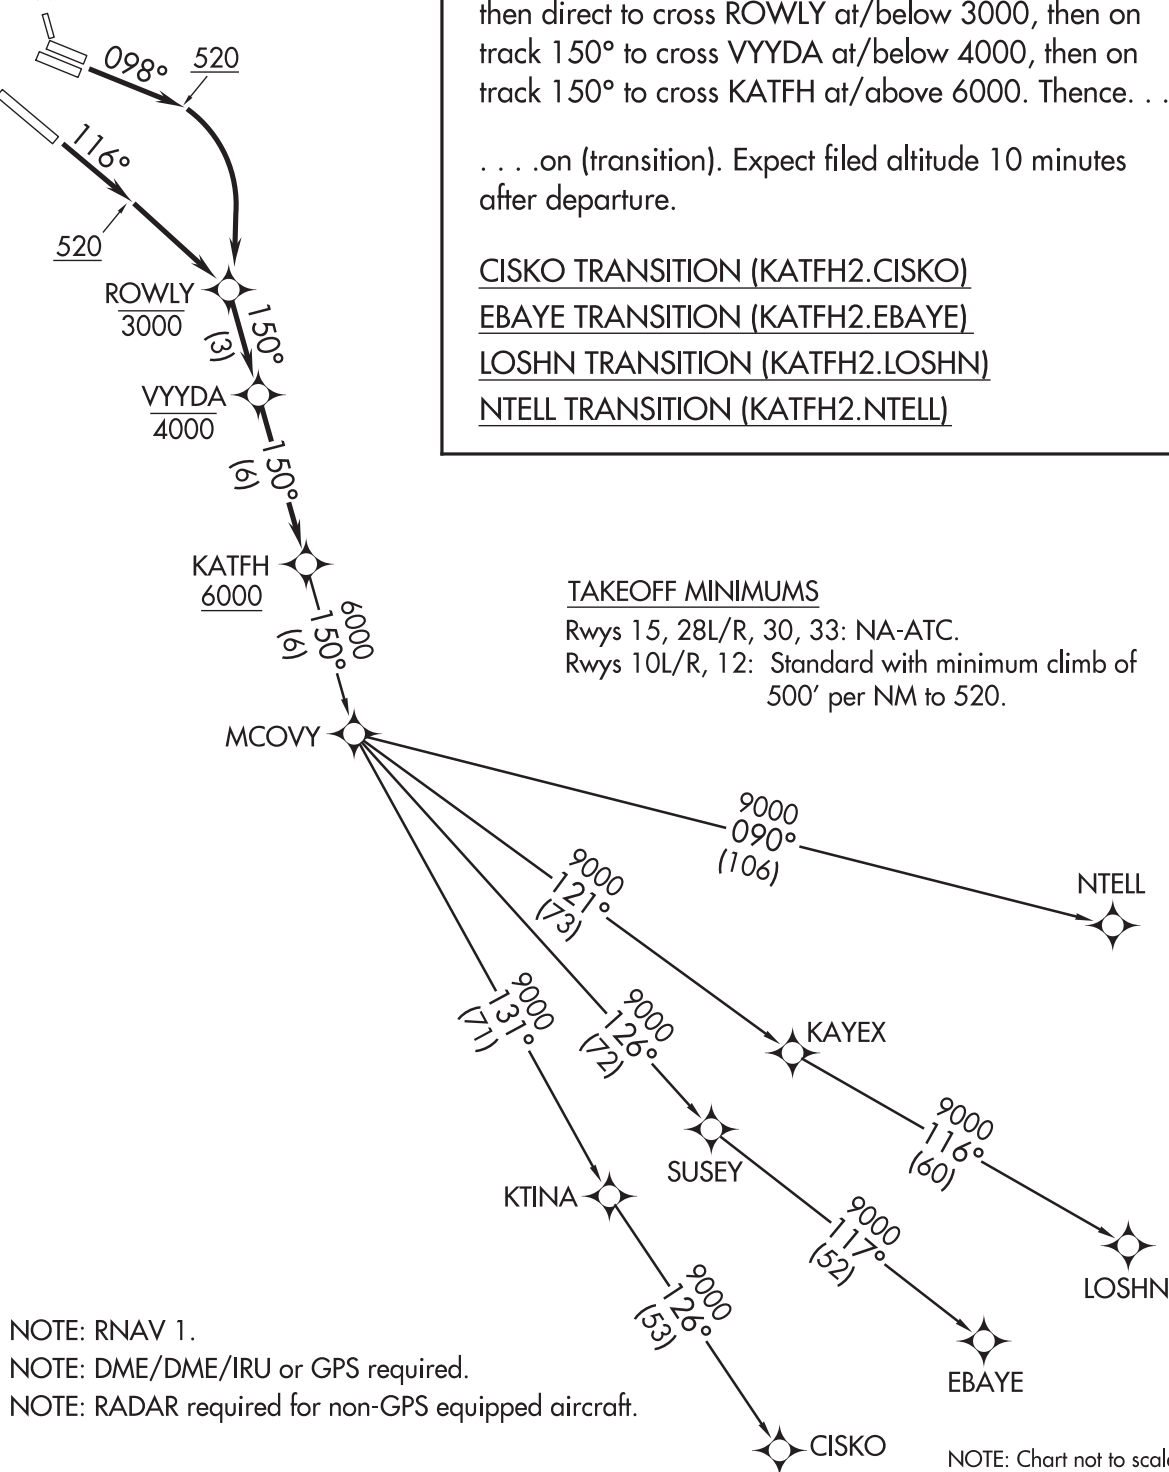 then direct to cross ROWLY at/below 3000, then on
track 150° to cross VYYDA at/below 4000, then on
track 150° to cross KATFH at/above 6000. Thence. . .
. . . .on (transition). Expect filed altitude 10 minutes
after departure.
CISKO TRANSITION (KATFH2.CISKO)
EBAYE TRANSITION (KATFH2.EBAYE)
LOSHN TRANSITION (KATFH2.LOSHN)
NTELL TRANSITION (KATFH2.NTELL)
098°
520
116°
520
ROWLY
3000
150°
(3)
VYYDA
4000
150°
(6)
KATFH
6000
6000
150°
(6)
MCOVY
TAKEOFF MINIMUMS
Rwys 15, 28L/R, 30, 33: NA-ATC.
Rwys 10L/R, 12: Standard with minimum climb of
500' per NM to 520.
9000
090°
(106)
NTELL
9000
121°
(73)
KAYEX
9000
116°
(60)
LOSHN
9000
126°
(72)
SUSEY
9000
117°
(52)
EBAYE
9000
131°
(71)
KTINA
9000
126°
(53)
CISKO
NOTE: RNAV 1.
NOTE: DME/DME/IRU or GPS required.
NOTE: RADAR required for non-GPS equipped aircraft.
NOTE: Chart not to scale